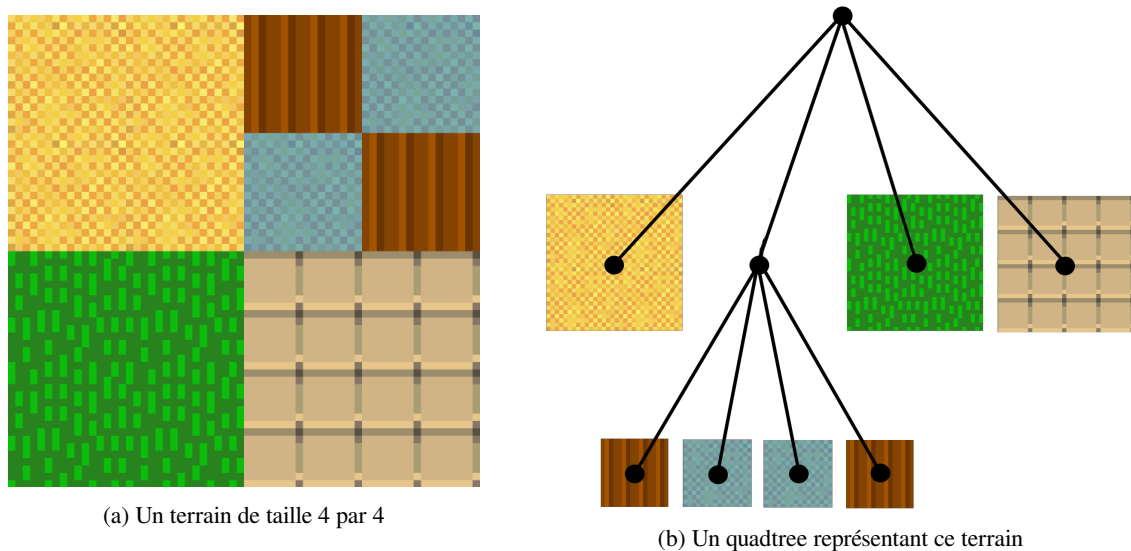 (a) Un terrain de taille 4 par 4
(b) Un quadtree représentant ce terrain